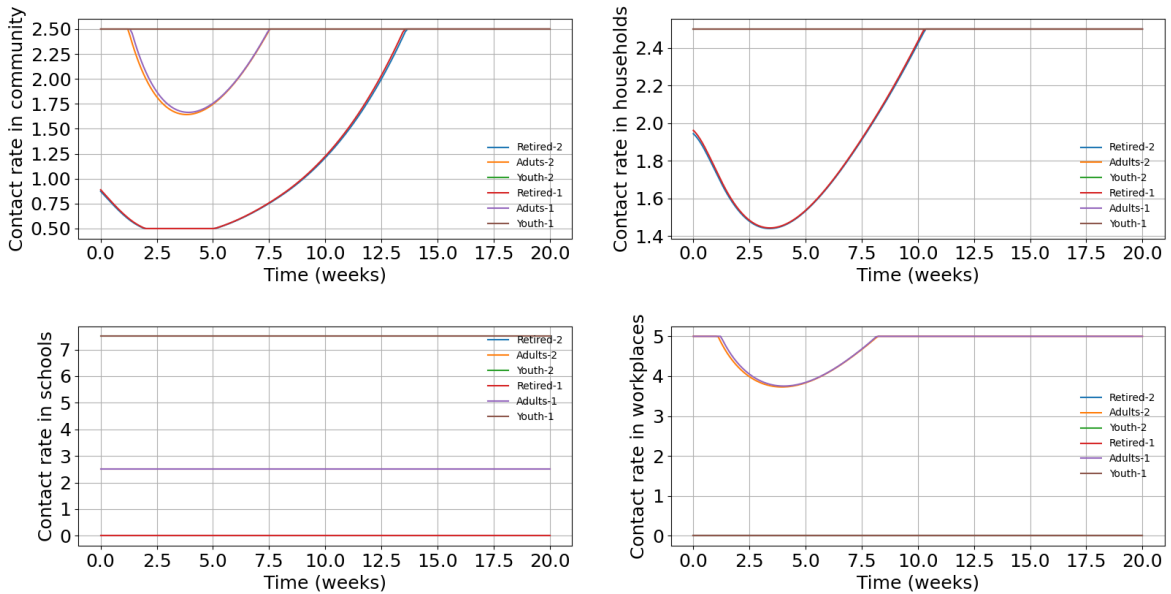 Contact rate in community
2.50
2.25
2.00
1.75
1.50
1.25
1.00
0.75
0.50
Retired-2
Aduts-2
Youth-2
Retired-1
Aduts-1
Youth-1
0.0 2.5 5.0 7.5 10.0 12.5 15.0 17.5 20.0
Time (weeks)
Contact rate in households
2.4
2.2
2.0
1.8
1.6
1.4
Retired-2
Adults-2
Youth-2
Retired-1
Adults-1
Youth-1
0.0 2.5 5.0 7.5 10.0 12.5 15.0 17.5 20.0
Time (weeks)
Contact rate in schools
7
6
5
4
3
2
1
0
Retired-2
Adults-2
Youth-2
Retired-1
Adults-1
Youth-1
0.0 2.5 5.0 7.5 10.0 12.5 15.0 17.5 20.0
Time (weeks)
Contact rate in workplaces
5
4
3
2
1
0
Retired-2
Adults-2
Youth-2
Retired-1
Adults-1
Youth-1
0.0 2.5 5.0 7.5 10.0 12.5 15.0 17.5 20.0
Time (weeks)